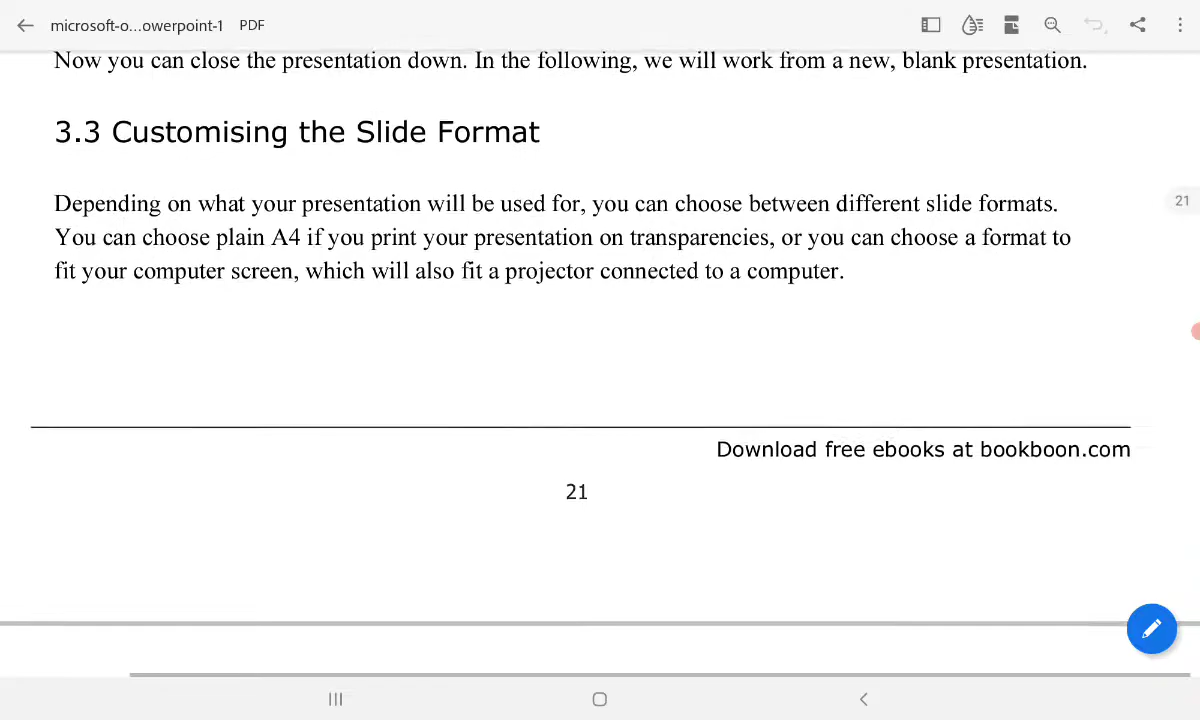 microsoft-o...owerpoint-1 PDF
Now you can close the presentation down. In the following, we will work from a new, blank presentation.
3.3 Customising the Slide Format
Depending on what your presentation will be used for, you can choose between different slide formats.
21
You can choose plain A4 if you print your presentation on transparencies, or you can choose a format to
fit your computer screen, which will also fit a projector connected to a computer.
Download free ebooks at bookboon.com
21